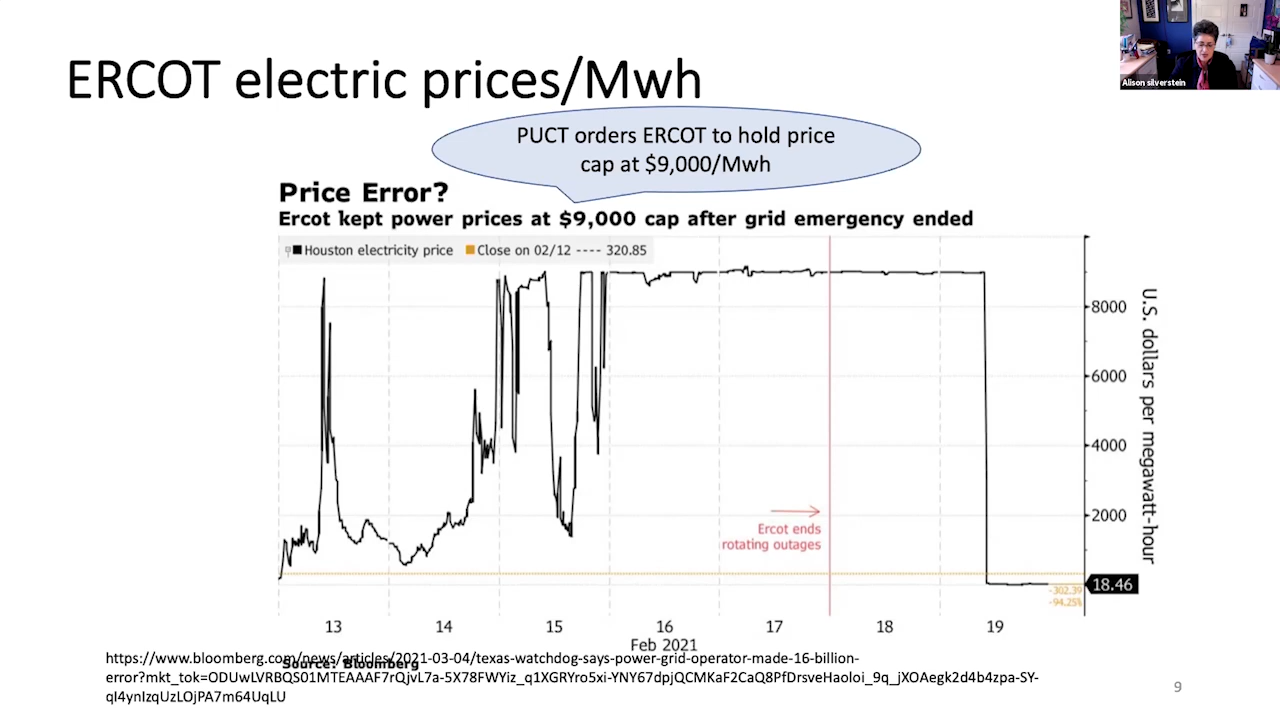 ERCOT electric prices/Mwh
Alison silverstein
PUCT orders ERCOT to hold price
cap at $9,000/Mwh
Price Error?
Ercot kept power prices at $9,000 cap after grid emergency ended
Houston electricity price Close on 02/12 ---- 320.85
8000
6000
4000
2000
U.S. dollars per megawatt-hour
Ercot ends
rotating outages
18.46
-302.39
-94.25%
13 14 15 16 17 18 19
Feb 2021
Source: Bloomberg
https://www.bloomberg.com/news/articles/2021-03-04/texas-watchdog-says-power-grid-operator-made-16-billion-
error?mkt_tok=ODUwLVRBQS01MTEAAAF7rQjvL7a-5X78FWYiz_q1XGRYro5xi-YNY67dpjQCMKaF2CaQ8PfDrsveHaoloi_9q_jXOAegk2d4b4zpa-SY-
qI4ynIzqUzLOjPA7m64UqLU
9